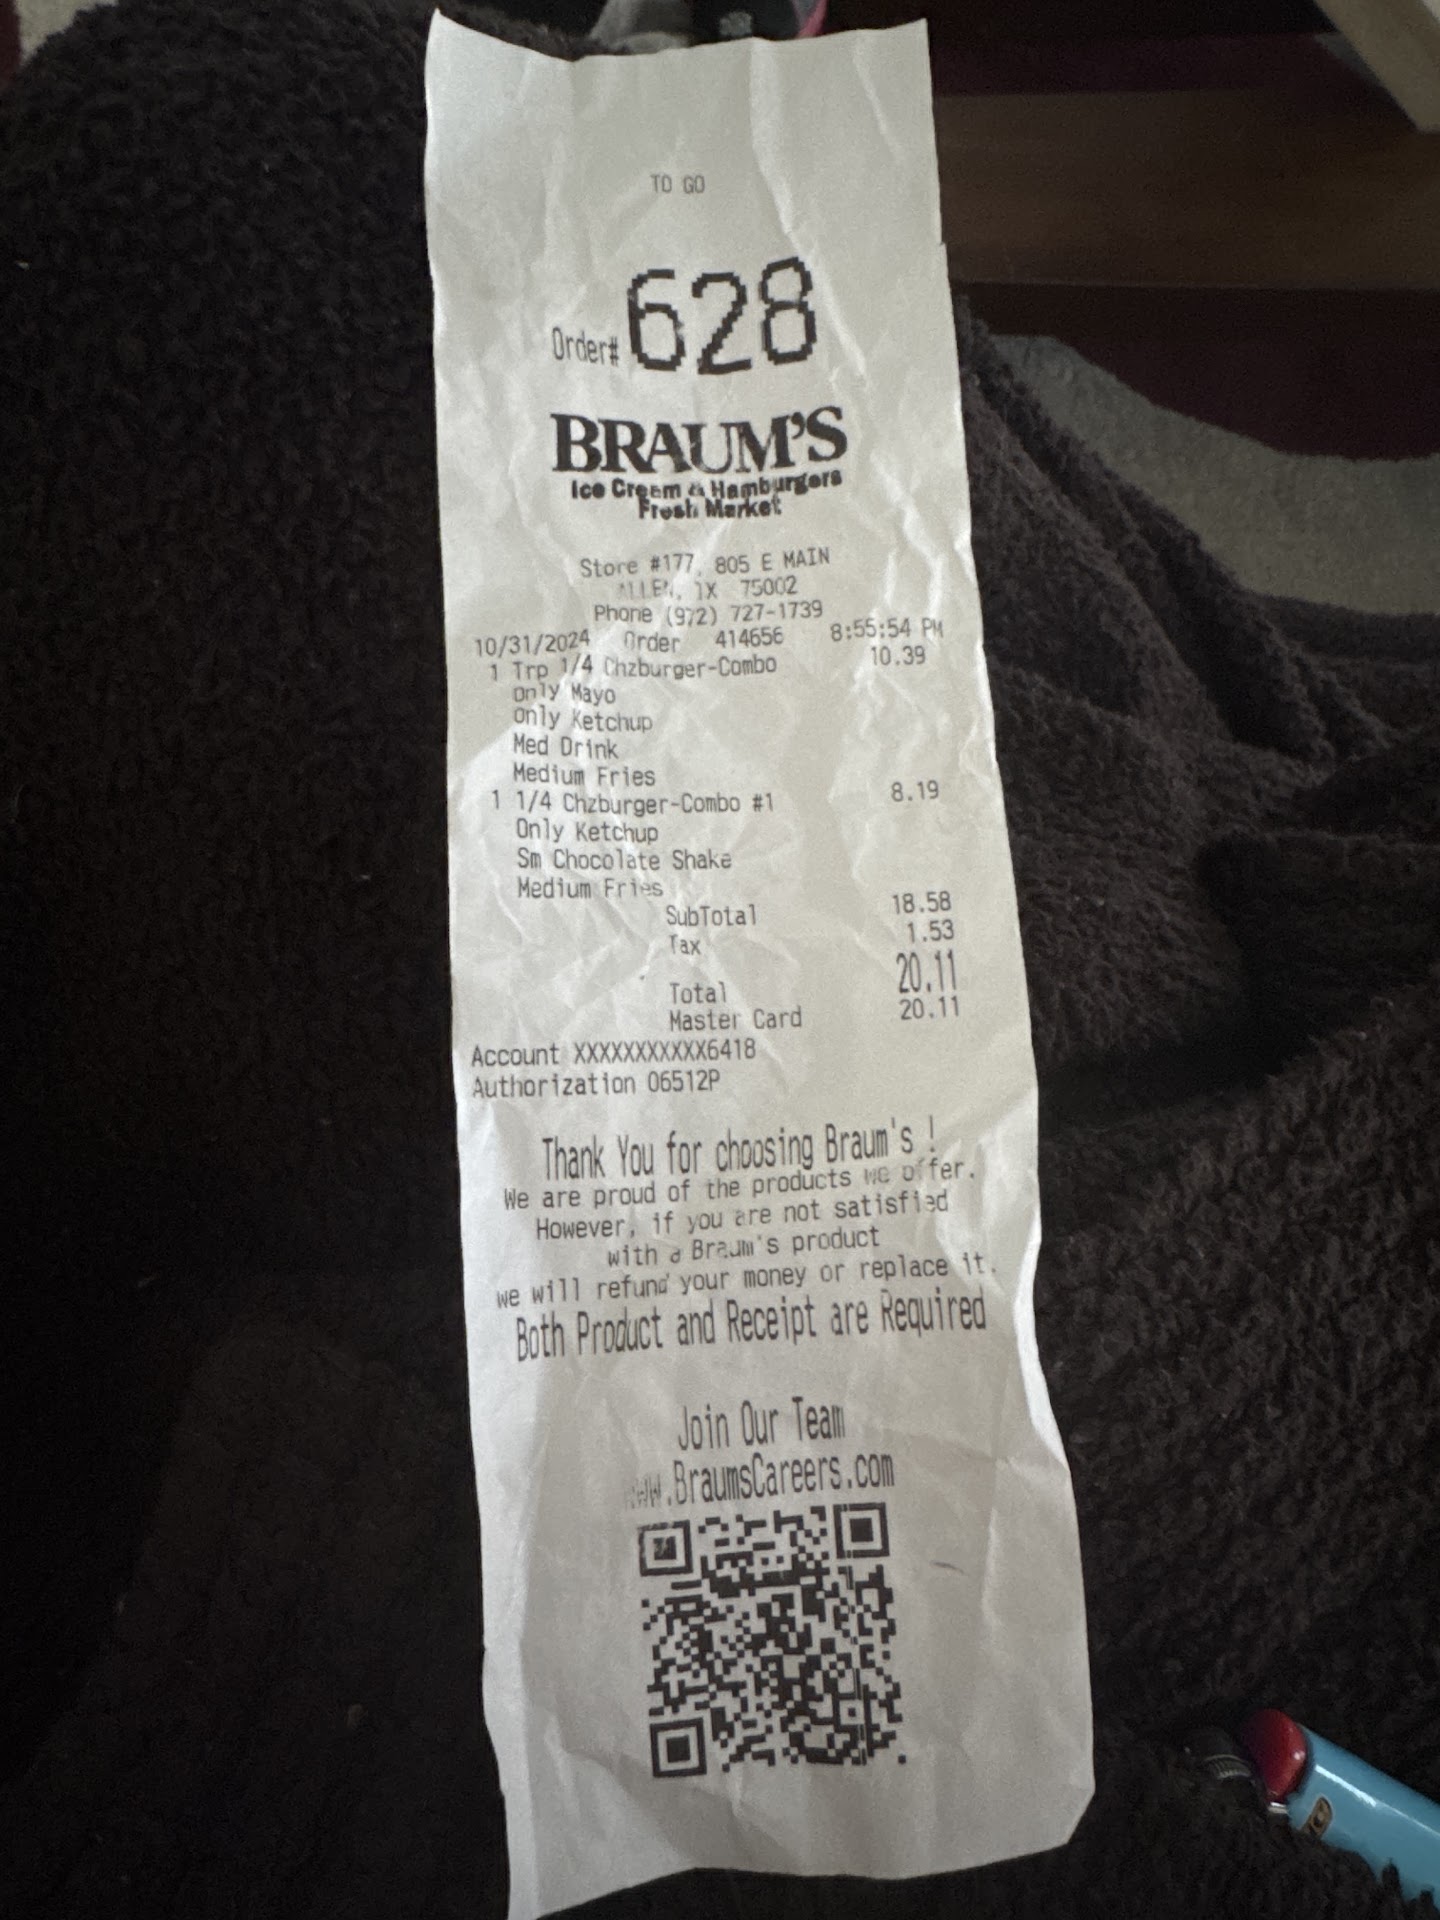 TO GO
Order# 628
BRAUM'S
Ice Cream & Hamburgers
Fresh Market
Store #177, 805 E MAIN
ALLEN, TX 75002
Phone (972) 727-1739
10/31/2024 Order 414656 8:55:54 PM
1 Trp 1/4 Chzburger-Combo 10.39
Only Mayo
Only Ketchup
Med Drink
Medium Fries
1 1/4 Chzburger-Combo #1 8.19
Only Ketchup
Sm Chocolate Shake
Medium Fries
SubTotal 18.58
Tax 1.53
Total 20.11
Master Card 20.11
Account XXXXXXXXXXX6418
Authorization 06512P
Thank You for choosing Braum's !
We are proud of the products we offer.
However, if you are not satisfied
with a Braum's product
we will refund your money or replace it.
Both Product and Receipt are Required
Join Our Team
www.BraumsCareers.com